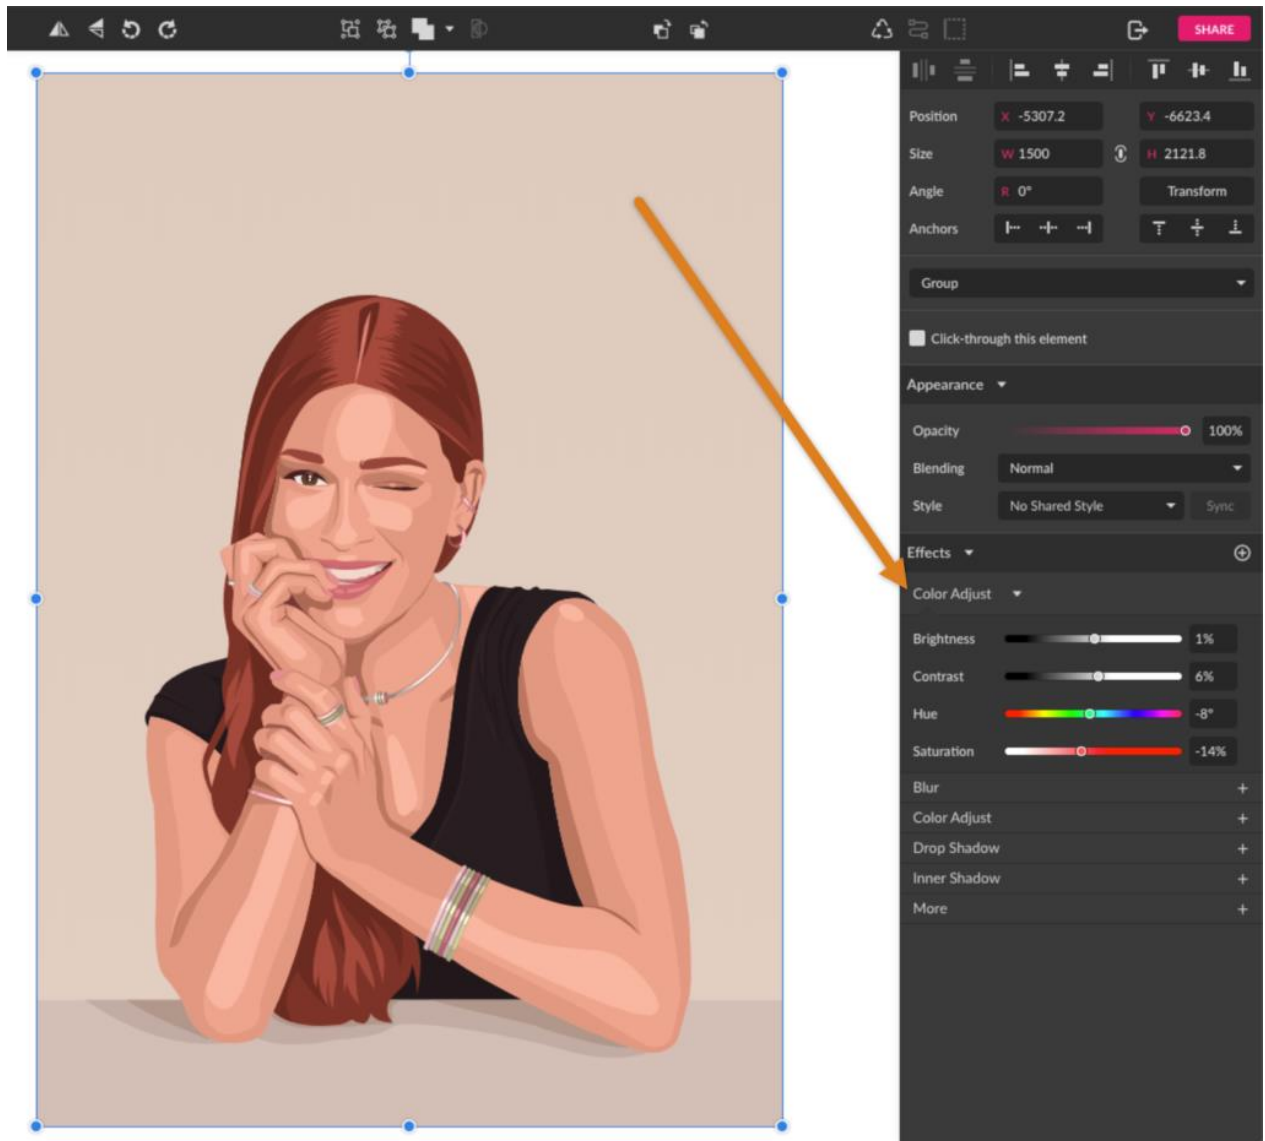 SHARE
Position X -5307.2 Y -6623.4
Size W 1500 H 2121.8
Angle R 0° Transform
Anchors
Group
Click-through this element
Appearance
Opacity 100%
Blending Normal
Style No Shared Style Sync
Effects
Color Adjust
Brightness 1%
Contrast 6%
Hue -8°
Saturation -14%
Blur +
Color Adjust +
Drop Shadow +
Inner Shadow +
More +